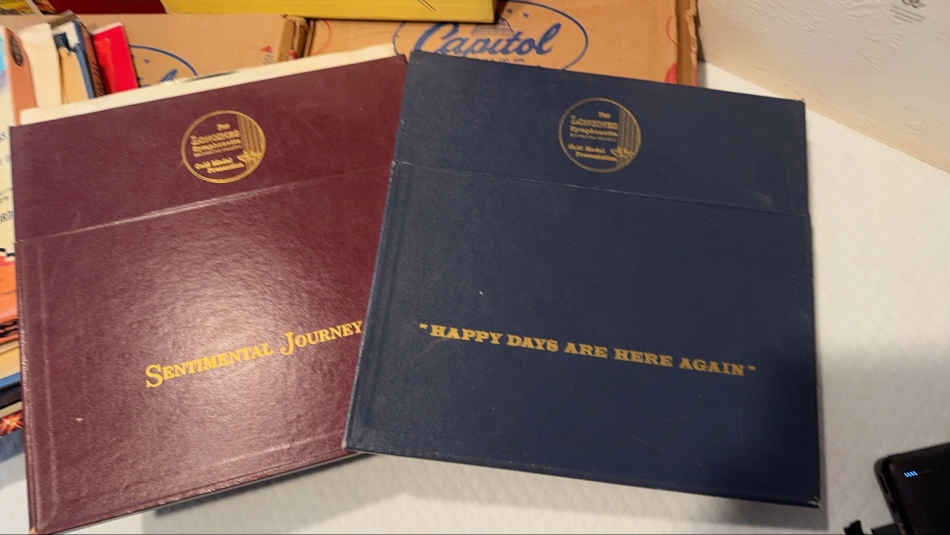 Capitol
The
LONGINES
Symphonette
Gold Medal
Presentation
The
LONGINES
Symphonette
Gold Medal
Presentation
SENTIMENTAL JOURNEY
"HAPPY DAYS ARE HERE AGAIN"